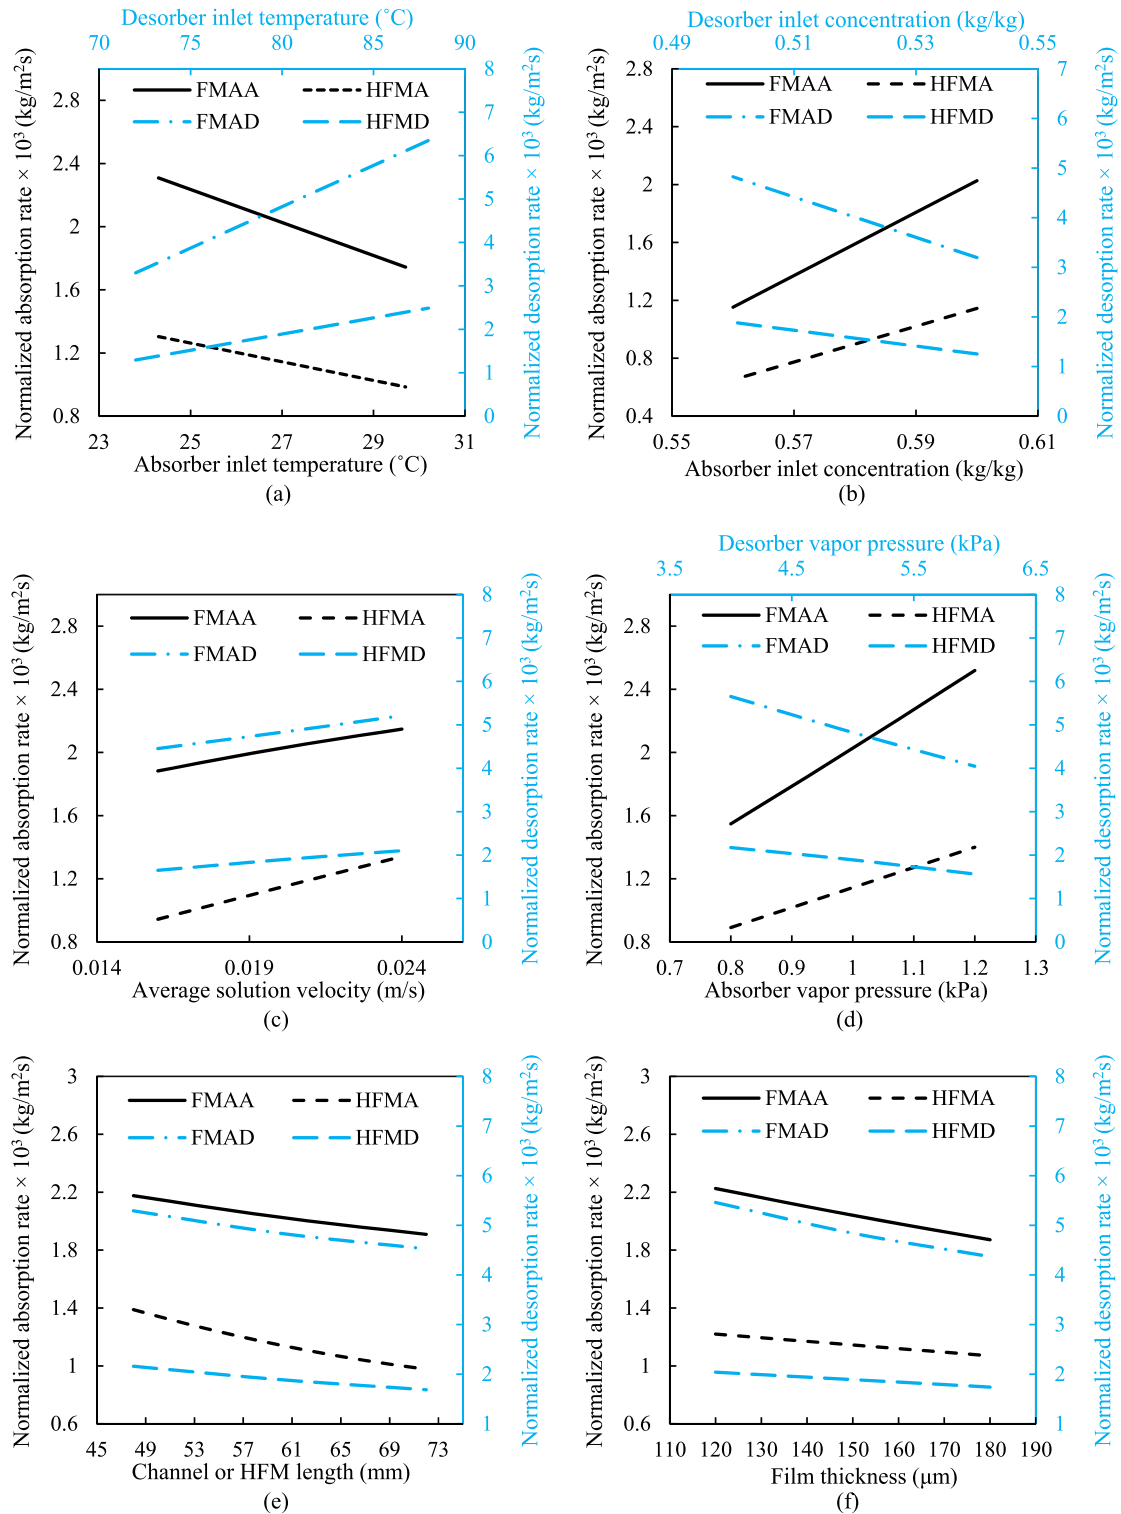 Desorber inlet temperature (˚C)
70 75 80 85 90
Normalized absorption rate × 10³ (kg/m²s)
2.8
2.4
2
1.6
1.2
0.8
FMAA HFMA
FMAD HFMD
8
7
6
5
4
3
2
1
0
Normalized desorption rate × 10³ (kg/m²s)
23 25 27 29 31
Absorber inlet temperature (˚C)
(a)
Desorber inlet concentration (kg/kg)
0.49 0.51 0.53 0.55
Normalized absorption rate × 10³ (kg/m²s)
2.8
2.4
2
1.6
1.2
0.8
0.4
FMAA HFMA
FMAD HFMD
7
6
5
4
3
2
1
0
Normalized desorption rate × 10³ (kg/m²s)
0.55 0.57 0.59 0.61
Absorber inlet concentration (kg/kg)
(b)
Normalized absorption rate × 10³ (kg/m²s)
2.8
2.4
2
1.6
1.2
0.8
FMAA HFMA
FMAD HFMD
8
7
6
5
4
3
2
1
0
Normalized desorption rate × 10³ (kg/m²s)
0.014 0.019 0.024
Average solution velocity (m/s)
(c)
Desorber vapor pressure (kPa)
3.5 4.5 5.5 6.5
Normalized absorption rate × 10³ (kg/m²s)
2.8
2.4
2
1.6
1.2
0.8
FMAA HFMA
FMAD HFMD
8
7
6
5
4
3
2
1
0
Normalized desorption rate × 10³ (kg/m²s)
0.7 0.8 0.9 1 1.1 1.2 1.3
Absorber vapor pressure (kPa)
(d)
Normalized absorption rate × 10³ (kg/m²s)
3
2.6
2.2
1.8
1.4
1
0.6
FMAA HFMA
FMAD HFMD
8
7
6
5
4
3
2
1
Normalized desorption rate × 10³ (kg/m²s)
45 49 53 57 61 65 69 73
Channel or HFM length (mm)
(e)
Normalized absorption rate × 10³ (kg/m²s)
3
2.6
2.2
1.8
1.4
1
0.6
FMAA HFMA
FMAD HFMD
8
7
6
5
4
3
2
1
Normalized desorption rate × 10³ (kg/m²s)
110 120 130 140 150 160 170 180 190
Film thickness (μm)
(f)